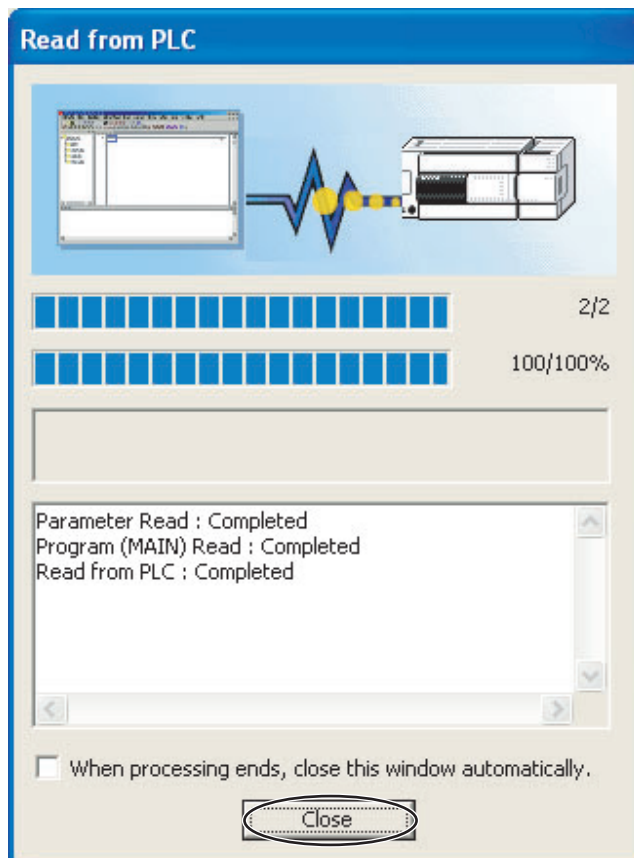 Read from PLC
2/2
100/100%
Parameter Read : Completed
Program (MAIN) Read : Completed
Read from PLC : Completed
When processing ends, close this window automatically.
Close